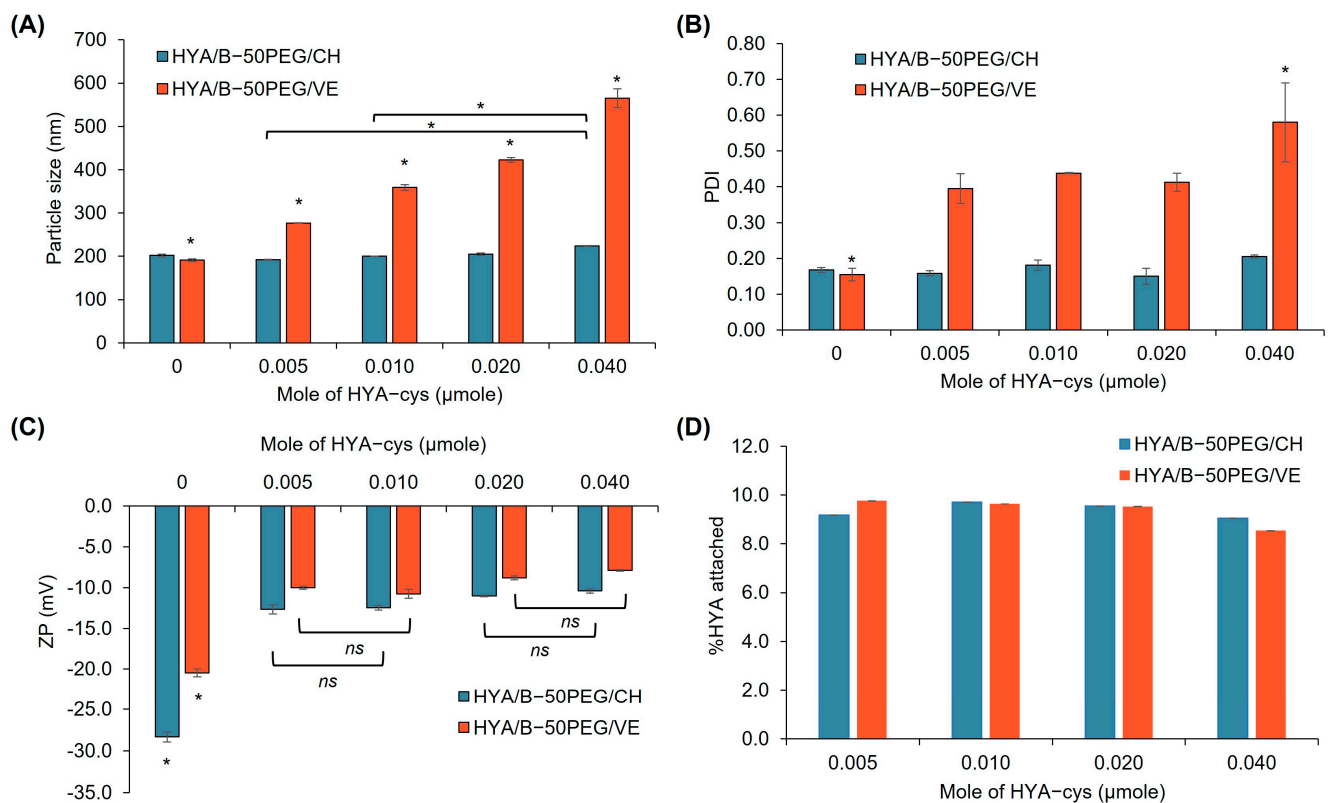 (A)
700
600
500
400
300
200
100
0
Particle size (nm)
HYA/B−50PEG/CH
HYA/B−50PEG/VE
*
*
*
*
*
*
*
0
0.005
0.010
0.020
0.040
Mole of HYA−cys (µmole)
(B)
0.80
0.70
0.60
0.50
0.40
0.30
0.20
0.10
0.00
PDI
HYA/B−50PEG/CH
HYA/B−50PEG/VE
*
*
0
0.005
0.010
0.020
0.040
Mole of HYA−cys (µmole)
(C)
Mole of HYA−cys (µmole)
0
0.005
0.010
0.020
0.040
0.0
-5.0
-10.0
-15.0
-20.0
-25.0
-30.0
-35.0
ZP (mV)
*
*
ns
ns
ns
ns
HYA/B−50PEG/CH
HYA/B−50PEG/VE
(D)
12.0
10.0
8.0
6.0
4.0
2.0
0.0
%HYA attached
HYA/B−50PEG/CH
HYA/B−50PEG/VE
0.005
0.010
0.020
0.040
Mole of HYA−cys (µmole)